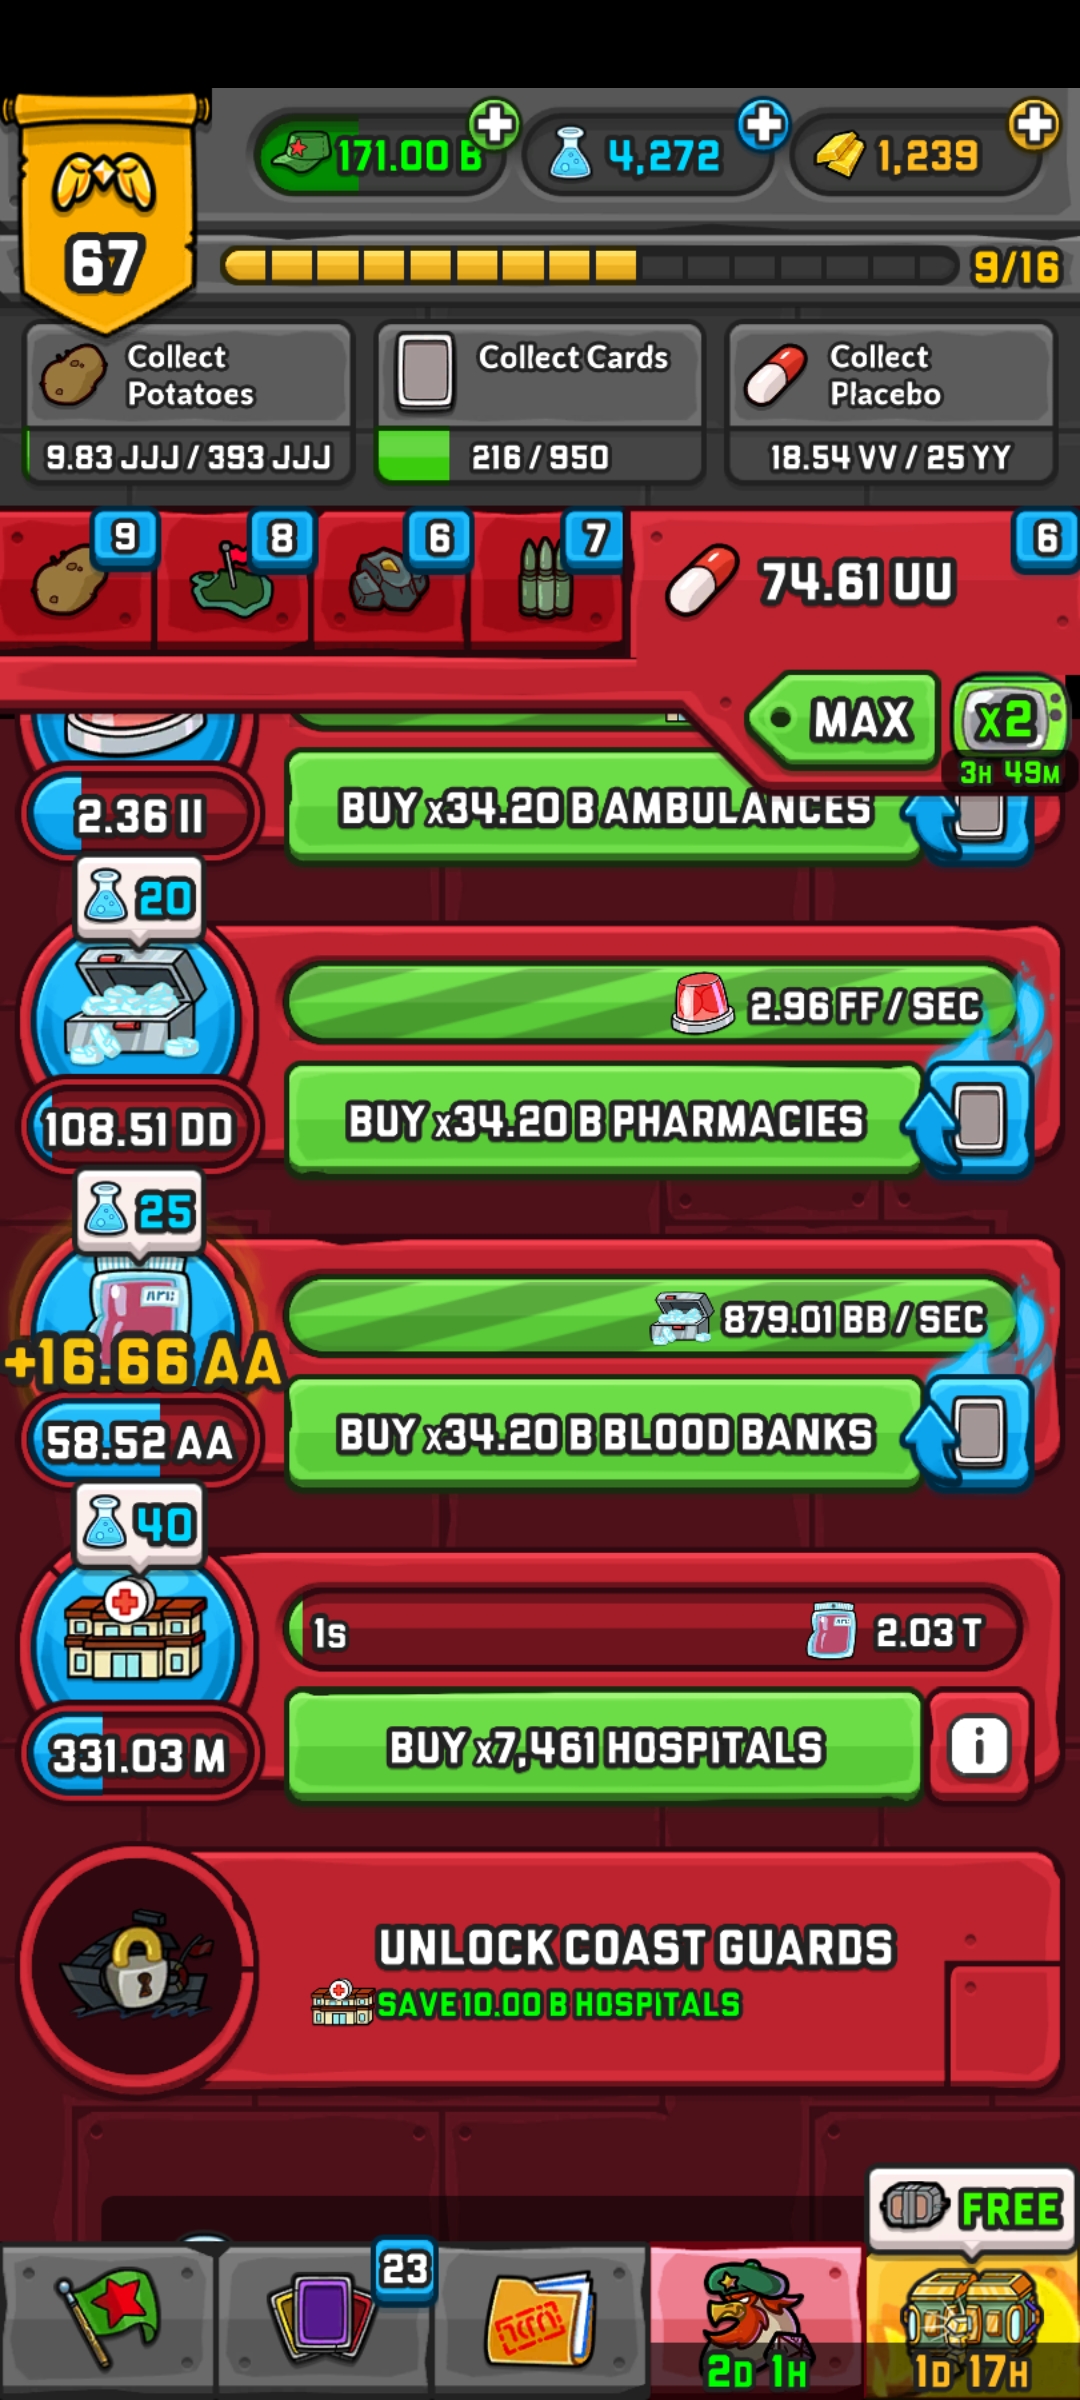 171.00 B
4,272
1,239
67
9/16
Collect Potatoes
9.83 JJJ / 393 JJJ
Collect Cards
216 / 950
Collect Placebo
18.54 VV / 25 YY
9
8
6
7
6
74.61 UU
MAX
x2
3H 49M
2.36 II
BUY x34.20 B AMBULANCES
20
2.96 FF / SEC
108.51 DD
BUY x34.20 B PHARMACIES
25
879.01 BB / SEC
+16.66 AA
58.52 AA
BUY x34.20 B BLOOD BANKS
40
1s
2.03 T
331.03 M
BUY x7,461 HOSPITALS
i
UNLOCK COAST GUARDS
SAVE 10.00 B HOSPITALS
FREE
23
2D 1H
1D 17H